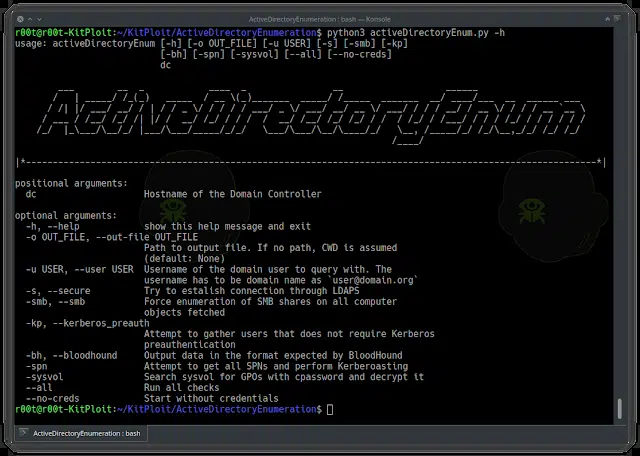 ActiveDirectoryEnumeration : bash — Konsole
r00t@r00t-KitPloit:~/KitPloit/ActiveDirectoryEnumeration$ python3 activeDirectoryEnum.py -h
usage: activeDirectoryEnum [-h] [-o OUT_FILE] [-u USER] [-s] [-smb] [-kp]
[-bh] [-spn] [-sysvol] [--all] [--no-creds]
dc
ActiveDirectoryEnum
|*----------------------------------------------------------------------------------------------*|
positional arguments:
dc Hostname of the Domain Controller
optional arguments:
-h, --help show this help message and exit
-o OUT_FILE, --out-file OUT_FILE
Path to output file. If no path, CWD is assumed
(default: None)
-u USER, --user USER Username of the domain user to query with. The
username has to be domain name as `user@domain.org`
-s, --secure Try to estalish connection through LDAPS
-smb, --smb Force enumeration of SMB shares on all computer
objects fetched
-kp, --kerberos_preauth
Attempt to gather users that does not require Kerberos
preauthentication
-bh, --bloodhound Output data in the format expected by BloodHound
-spn Attempt to get all SPNs and perform Kerberoasting
-sysvol Search sysvol for GPOs with cpassword and decrypt it
--all Run all checks
--no-creds Start without credentials
r00t@r00t-KitPloit:~/KitPloit/ActiveDirectoryEnumeration$
ActiveDirectoryEnumeration : bash